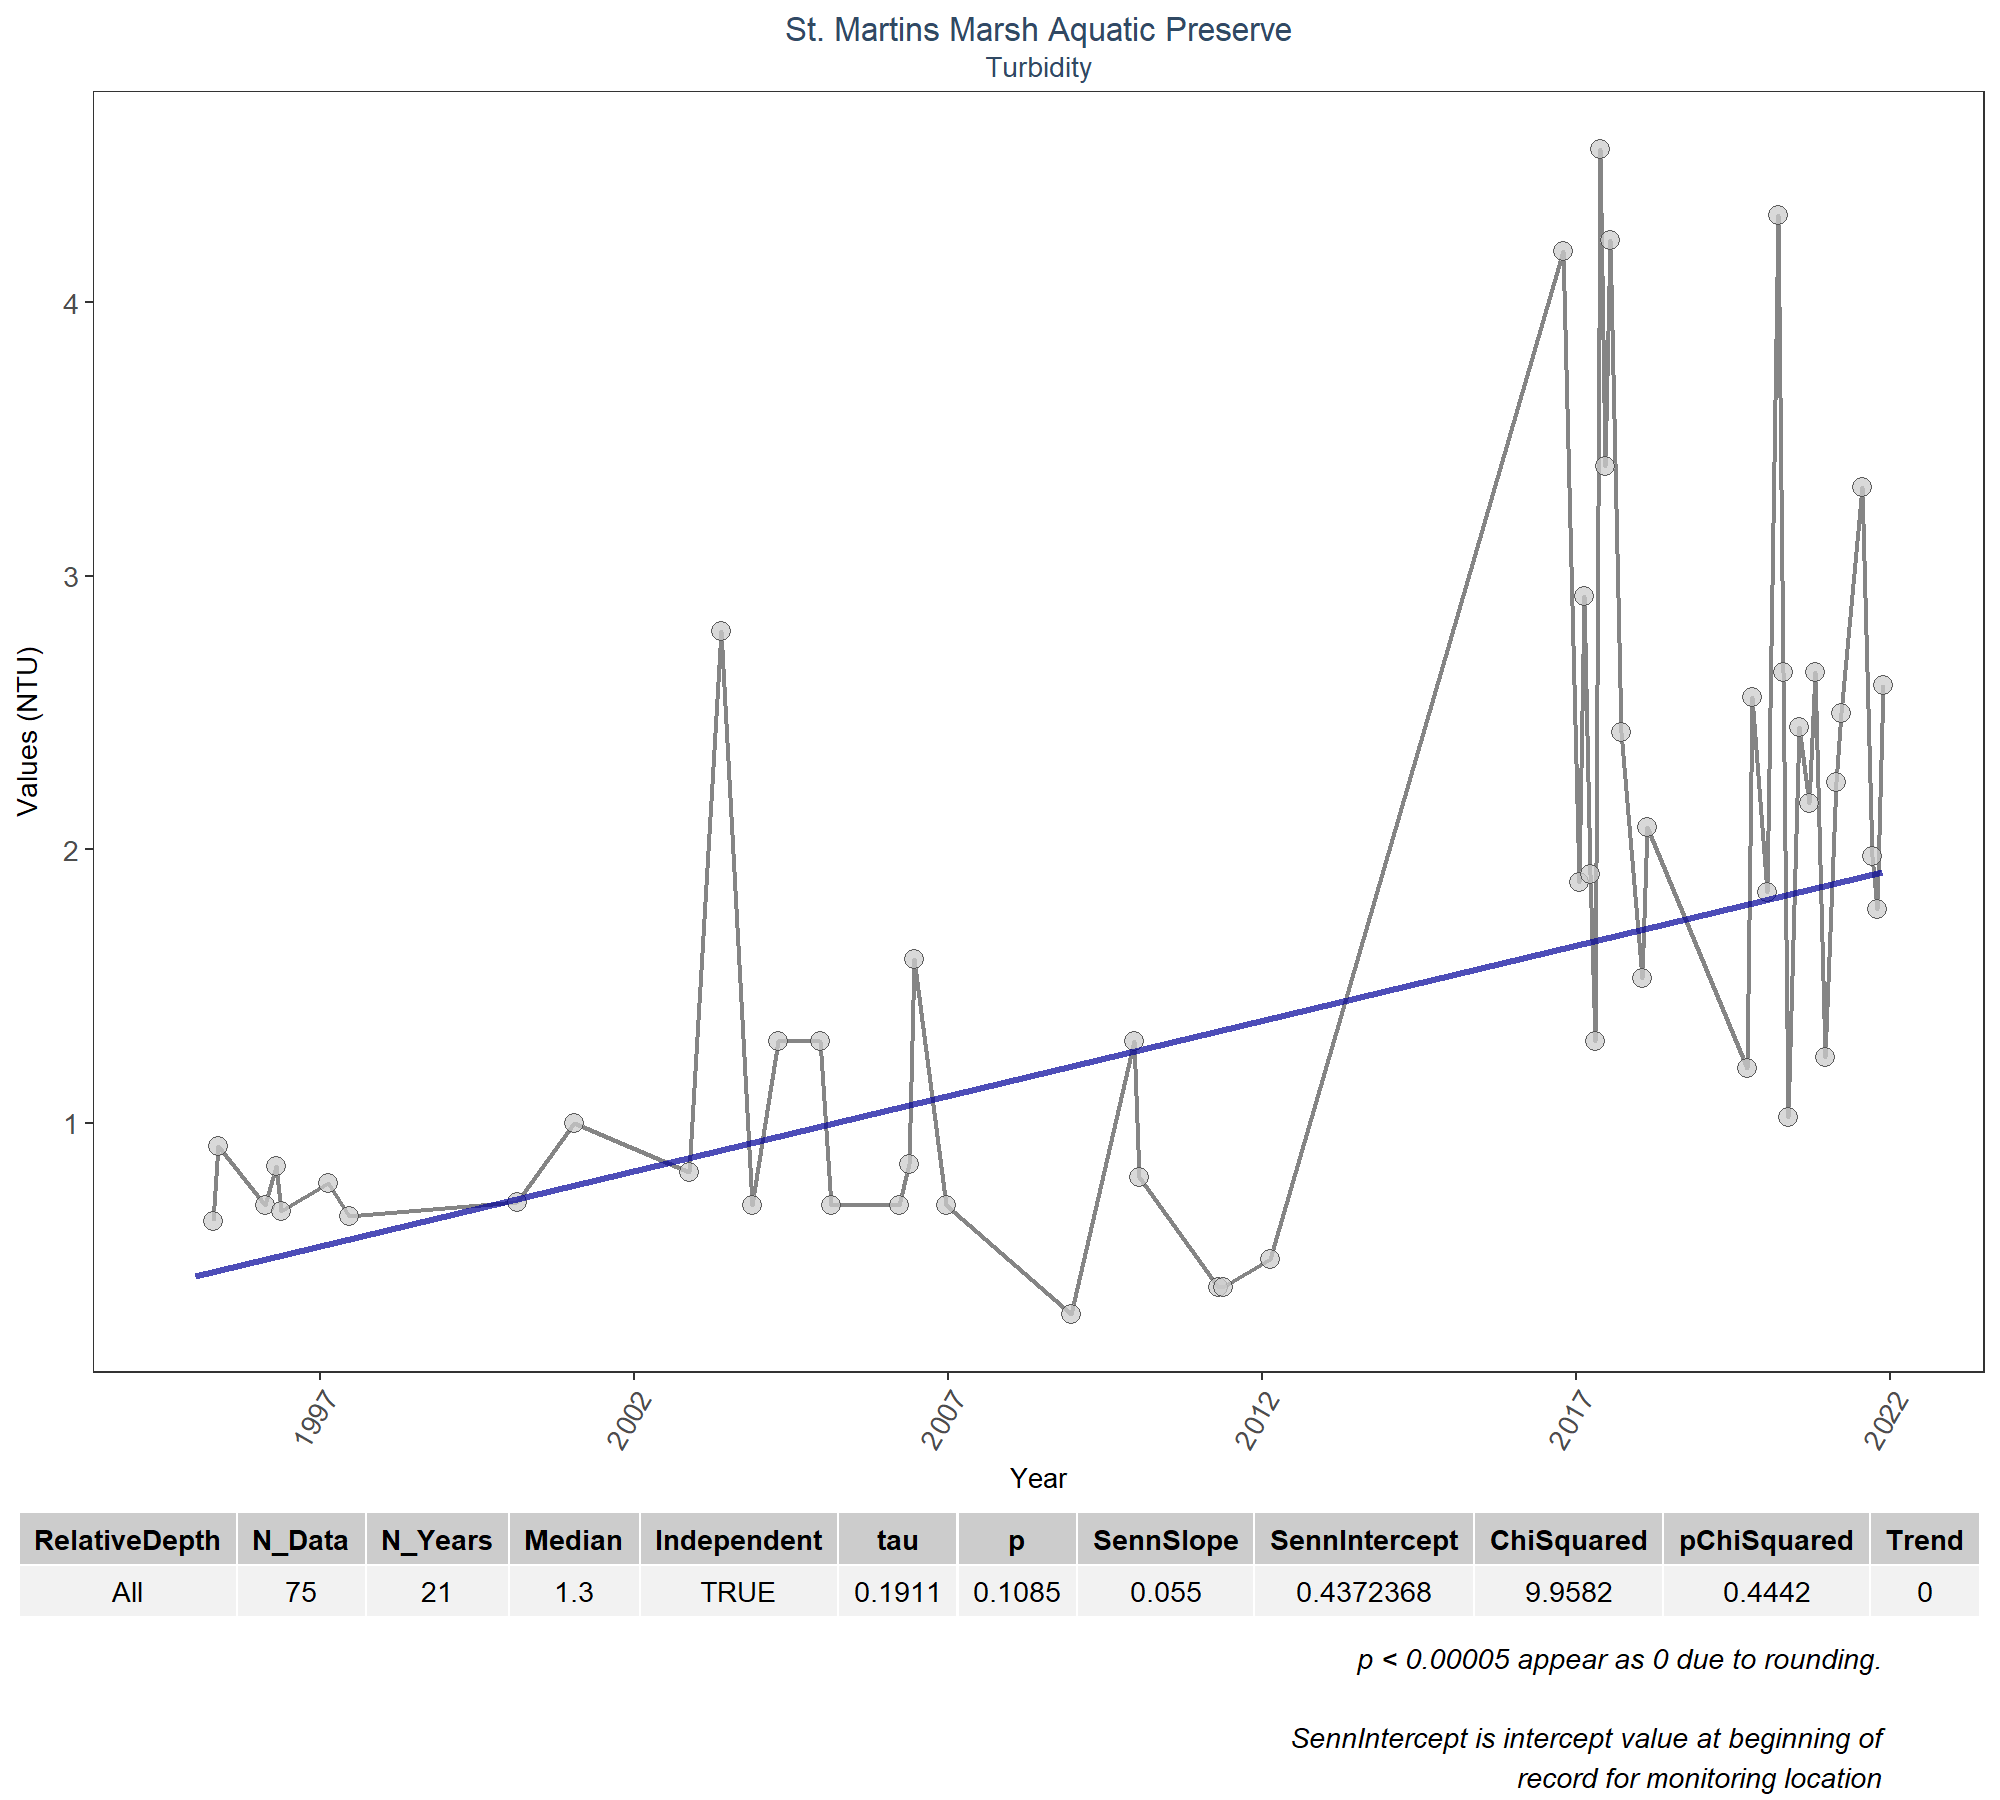 St. Martins Marsh Aquatic Preserve
Turbidity
Values (NTU)
4
3
2
1
1997 2002 2007 2012 2017 2022
Year
RelativeDepth N_Data N_Years Median Independent tau p SennSlope SennIntercept ChiSquared pChiSquared Trend
All 75 21 1.3 TRUE 0.1911 0.1085 0.055 0.4372368 9.9582 0.4442 0
p < 0.00005 appear as 0 due to rounding.
SennIntercept is intercept value at beginning of
record for monitoring location